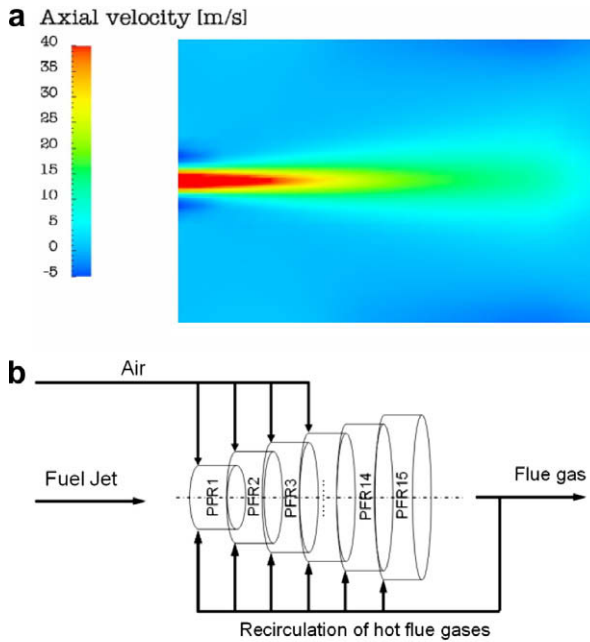 a Axial velocity [m/s]
40
35
30
25
20
15
10
5
0
-5
b
Air
Fuel Jet
PPR1
PFR2
PFR3
PFR14
PFR15
Flue gas
Recirculation of hot flue gases